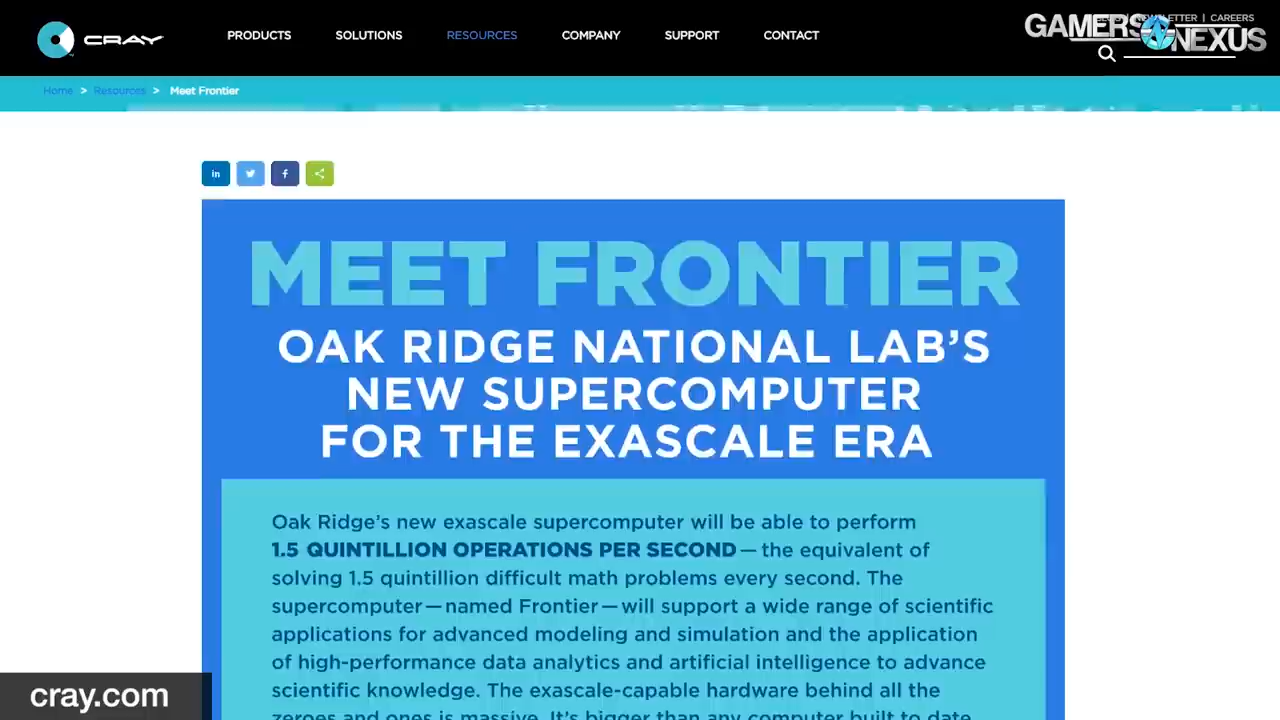 CRAY
PRODUCTS
SOLUTIONS
RESOURCES
COMPANY
SUPPORT
CONTACT
NEWSLETTER | CAREERS
GAMERS NEXUS
Home > Resources > Meet Frontier
in
MEET FRONTIER
OAK RIDGE NATIONAL LAB'S
NEW SUPERCOMPUTER
FOR THE EXASCALE ERA
Oak Ridge's new exascale supercomputer will be able to perform
1.5 QUINTILLION OPERATIONS PER SECOND—the equivalent of
solving 1.5 quintillion difficult math problems every second. The
supercomputer—named Frontier—will support a wide range of scientific
applications for advanced modeling and simulation and the application
of high-performance data analytics and artificial intelligence to advance
scientific knowledge. The exascale-capable hardware behind all the
zeroes and ones is massive. It's bigger than any computer built to date.
cray.com